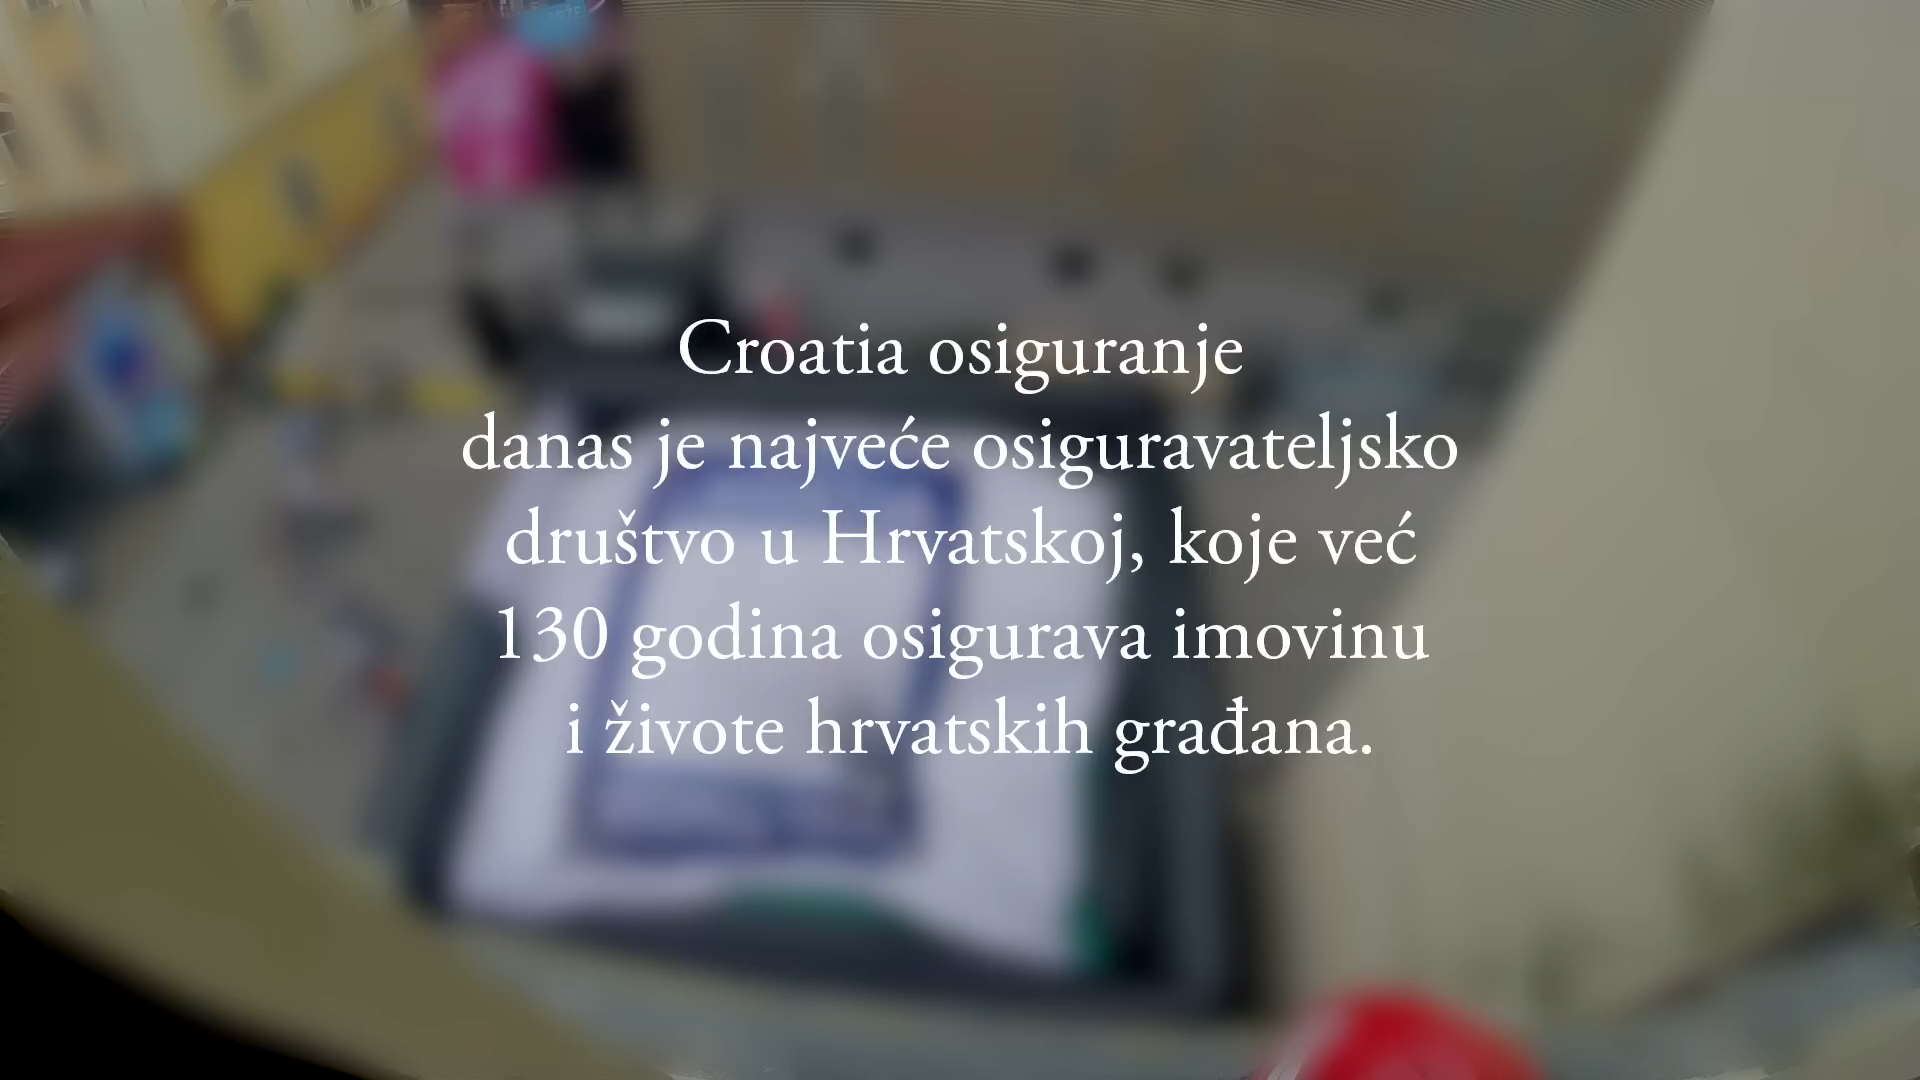 Croatia osiguranje
danas je najveće osiguravateljsko
društvo u Hrvatskoj, koje već
130 godina osigurava imovinu
i živote hrvatskih građana.